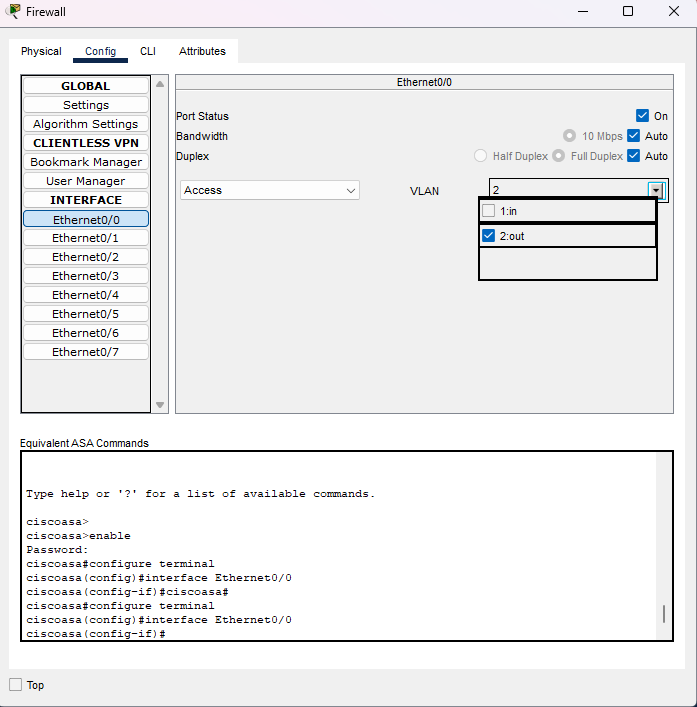 Firewall
Physical Config CLI Attributes
GLOBAL
Settings
Algorithm Settings
CLIENTLESS VPN
Bookmark Manager
User Manager
INTERFACE
Ethernet0/0
Ethernet0/1
Ethernet0/2
Ethernet0/3
Ethernet0/4
Ethernet0/5
Ethernet0/6
Ethernet0/7
Ethernet0/0
Port Status On
Bandwidth 10 Mbps Auto
Duplex Half Duplex Full Duplex Auto
Access VLAN 2
1:in
2:out
Equivalent ASA Commands
Type help or '?' for a list of available commands.
ciscoasa>
ciscoasa>enable
Password:
ciscoasa#configure terminal
ciscoasa(config)#interface Ethernet0/0
ciscoasa(config-if)#ciscoasa#
ciscoasa#configure terminal
ciscoasa(config)#interface Ethernet0/0
ciscoasa(config-if)#
Top